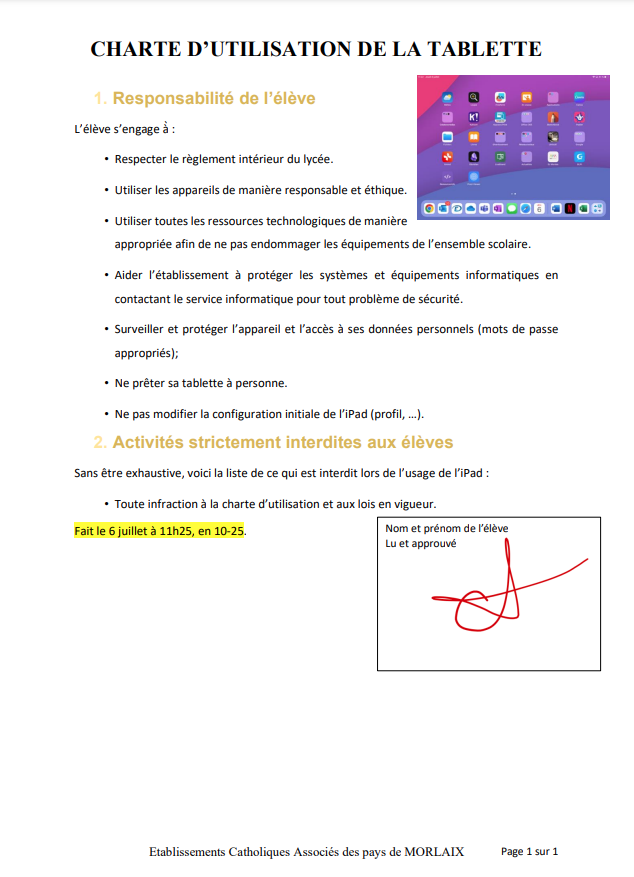 CHARTE D’UTILISATION DE LA TABLETTE
1. Responsabilité de l’élève
L’élève s’engage à :
• Respecter le règlement intérieur du lycée.
• Utiliser les appareils de manière responsable et éthique.
• Utiliser toutes les ressources technologiques de manière
appropriée afin de ne pas endommager les équipements de l’ensemble scolaire.
• Aider l’établissement à protéger les systèmes et équipements informatiques en
contactant le service informatique pour tout problème de sécurité.
• Surveiller et protéger l’appareil et l’accès à ses données personnels (mots de passe
appropriés);
• Ne prêter sa tablette à personne.
• Ne pas modifier la configuration initiale de l’iPad (profil, …).
2. Activités strictement interdites aux élèves
Sans être exhaustive, voici la liste de ce qui est interdit lors de l’usage de l’iPad :
• Toute infraction à la charte d’utilisation et aux lois en vigueur.
Fait le 6 juillet à 11h25, en 10-25.
Nom et prénom de l’élève
Lu et approuvé
Etablissements Catholiques Associés des pays de MORLAIX Page 1 sur 1